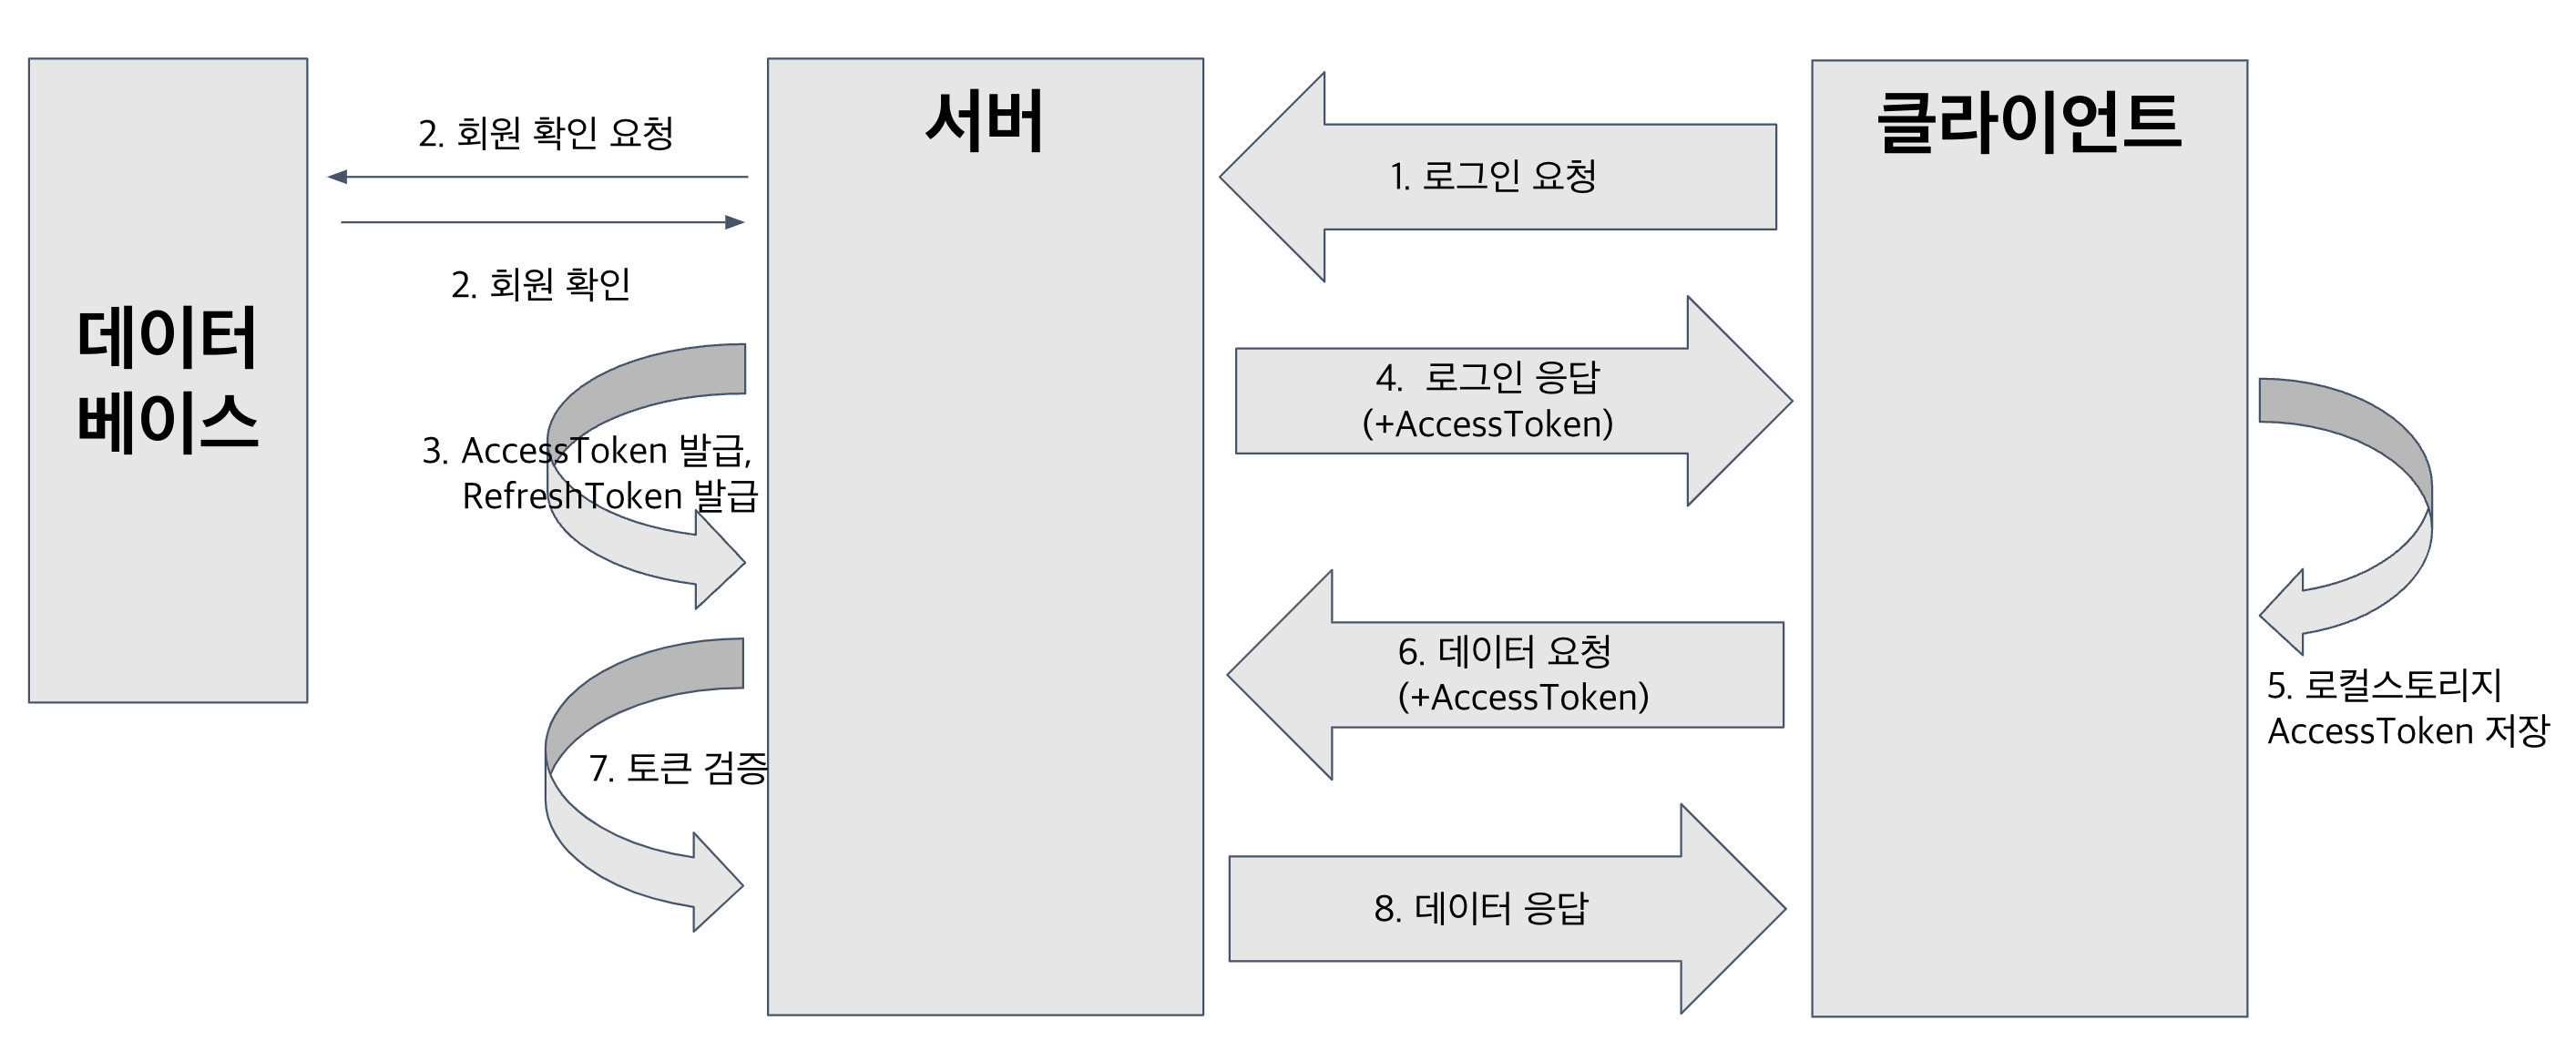 데이터
베이스
2. 회원 확인 요청
2. 회원 확인
3. AccessToken 발급,
RefreshToken 발급
7. 토큰 검증
서버
1. 로그인 요청
4. 로그인 응답
(+AccessToken)
6. 데이터 요청
(+AccessToken)
8. 데이터 응답
클라이언트
5. 로컬스토리지
AccessToken 저장